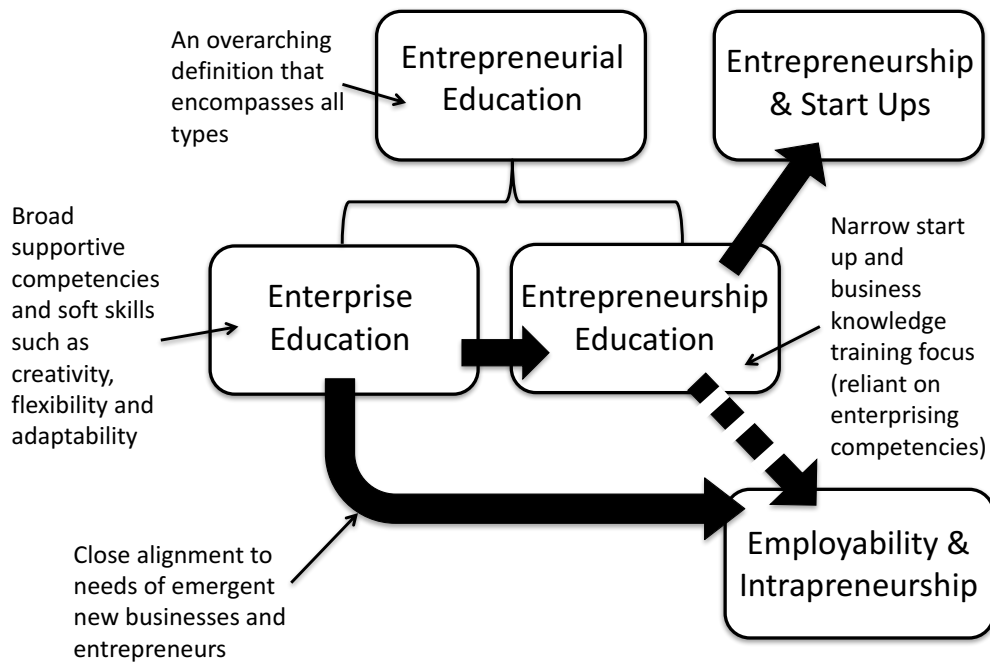 An overarching
definition that
encompasses all
types
Entrepreneurial
Education
Entrepreneurship
& Start Ups
Broad
supportive
competencies
and soft skills
such as
creativity,
flexibility and
adaptability
Enterprise
Education
Entrepreneurship
Education
Narrow start
up and
business
knowledge
training focus
(reliant on
enterprising
competencies)
Close alignment to
needs of emergent
new businesses and
entrepreneurs
Employability &
Intrapreneurship